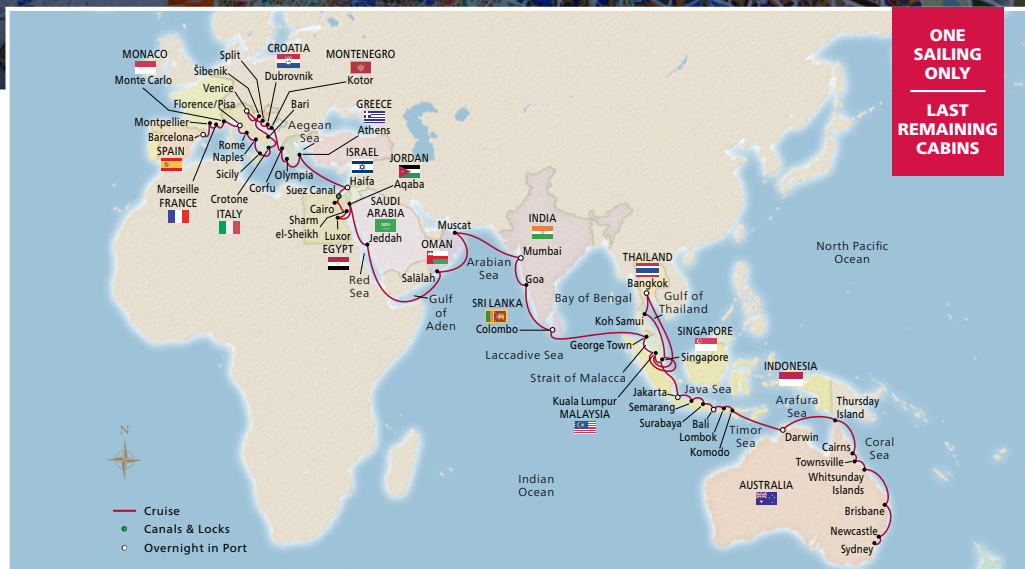 ONE
SAILING
ONLY
LAST
REMAINING
CABINS
MONACO
Monte Carlo
Split
Šibenik
Venice
Florence/Pisa
CROATIA
Dubrovnik
MONTENEGRO
Kotor
Bari
GREECE
Athens
Aegean
Sea
Montpellier
Barcelona
SPAIN
Rome
Naples
Sicily
Marseille
FRANCE
Crotone
ITALY
Corfu
Olympia
ISRAEL
Haifa
JORDAN
Aqaba
Suez Canal
Cairo
Sharm
el-Sheikh
Luxor
EGYPT
SAUDI
ARABIA
Jeddah
Red
Sea
OMAN
Muscat
Salālah
Gulf
of
Aden
Arabian
Sea
INDIA
Mumbai
Goa
SRI LANKA
Colombo
Laccadive Sea
Bay of Bengal
THAILAND
Bangkok
Gulf of
Thailand
Koh Samui
George Town
SINGAPORE
Singapore
Strait of Malacca
Kuala Lumpur
MALAYSIA
INDONESIA
Jakarta
Java Sea
Semarang
Surabaya
Bali
Lombok
Komodo
Timor
Sea
Arafura
Sea
Thursday
Island
Darwin
Cairns
Coral
Sea
Townsville
Whitsunday
Islands
AUSTRALIA
Brisbane
Newcastle
Sydney
North Pacific
Ocean
Indian
Ocean
N
Cruise
Canals & Locks
Overnight in Port